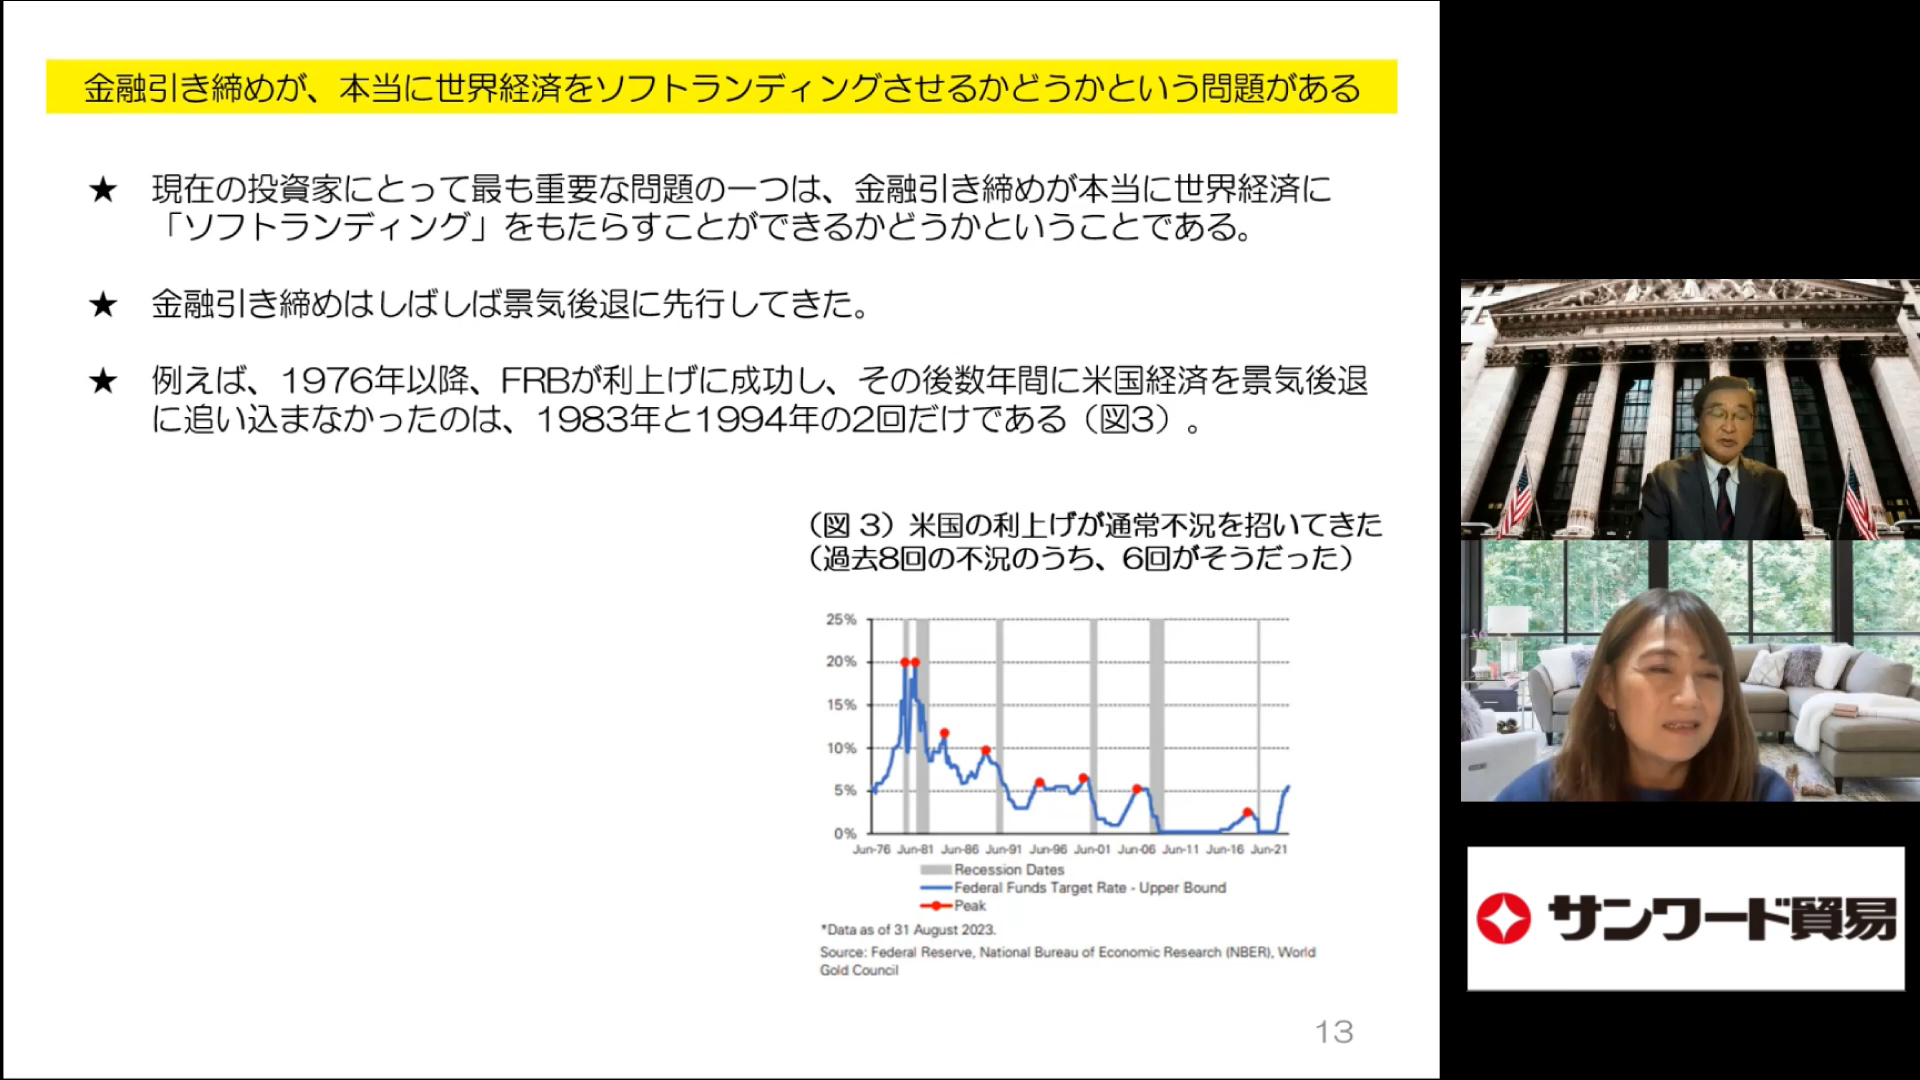 金融引き締めが、本当に世界経済をソフトランディングさせるかどうかという問題がある
★ 現在の投資家にとって最も重要な問題の一つは、金融引き締めが本当に世界経済に
「ソフトランディング」をもたらすことができるかどうかということである。
★ 金融引き締めはしばしば景気後退に先行してきた。
★ 例えば、1976年以降、FRBが利上げに成功し、その後数年間に米国経済を景気後退
に追い込まなかったのは、1983年と1994年の2回だけである（図3）。
（図 3）米国の利上げが通常不況を招いてきた
（過去8回の不況のうち、6回がそうだった）
25%
20%
15%
10%
5%
0%
Jun-76 Jun-81 Jun-86 Jun-91 Jun-96 Jun-01 Jun-06 Jun-11 Jun-16 Jun-21
Recession Dates
Federal Funds Target Rate - Upper Bound
Peak
*Data as of 31 August 2023.
Source: Federal Reserve, National Bureau of Economic Research (NBER), World
Gold Council
13
サンワード貿易